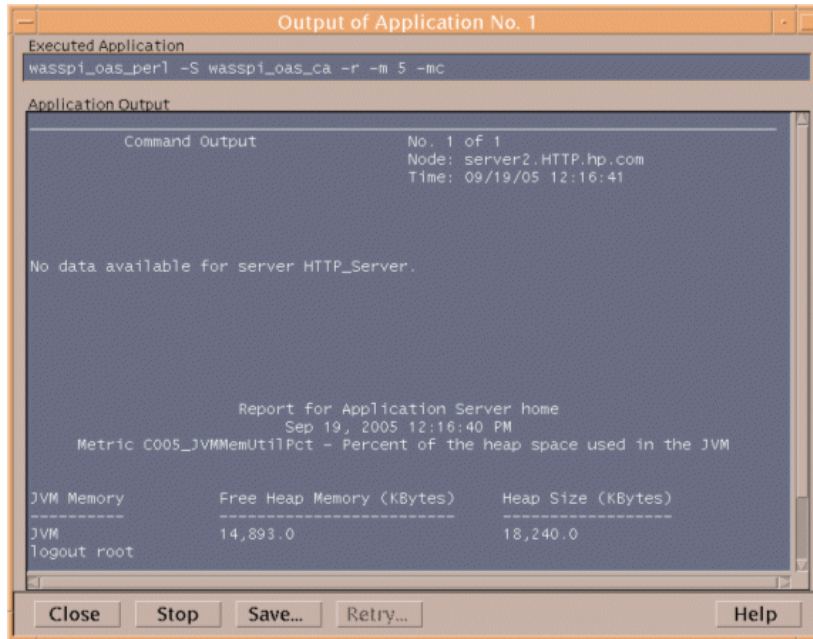 Output of Application No. 1
Executed Application
wasspi_oas_perl -S wasspi_oas_ca -r -m 5 -mc
Application Output
Command Output No. 1 of 1
Node: server2.HTTP.hp.com
Time: 09/19/05 12:16:41
No data available for server HTTP_Server.
Report for Application Server home
Sep 19, 2005 12:16:40 PM
Metric C005_JVMMemUtilPct - Percent of the heap space used in the JVM
JVM Memory Free Heap Memory (KBytes) Heap Size (KBytes)
---------- ------------------------- ------------------
JVM 14,893.0 18,240.0
logout root
Close Stop Save... Retry... Help